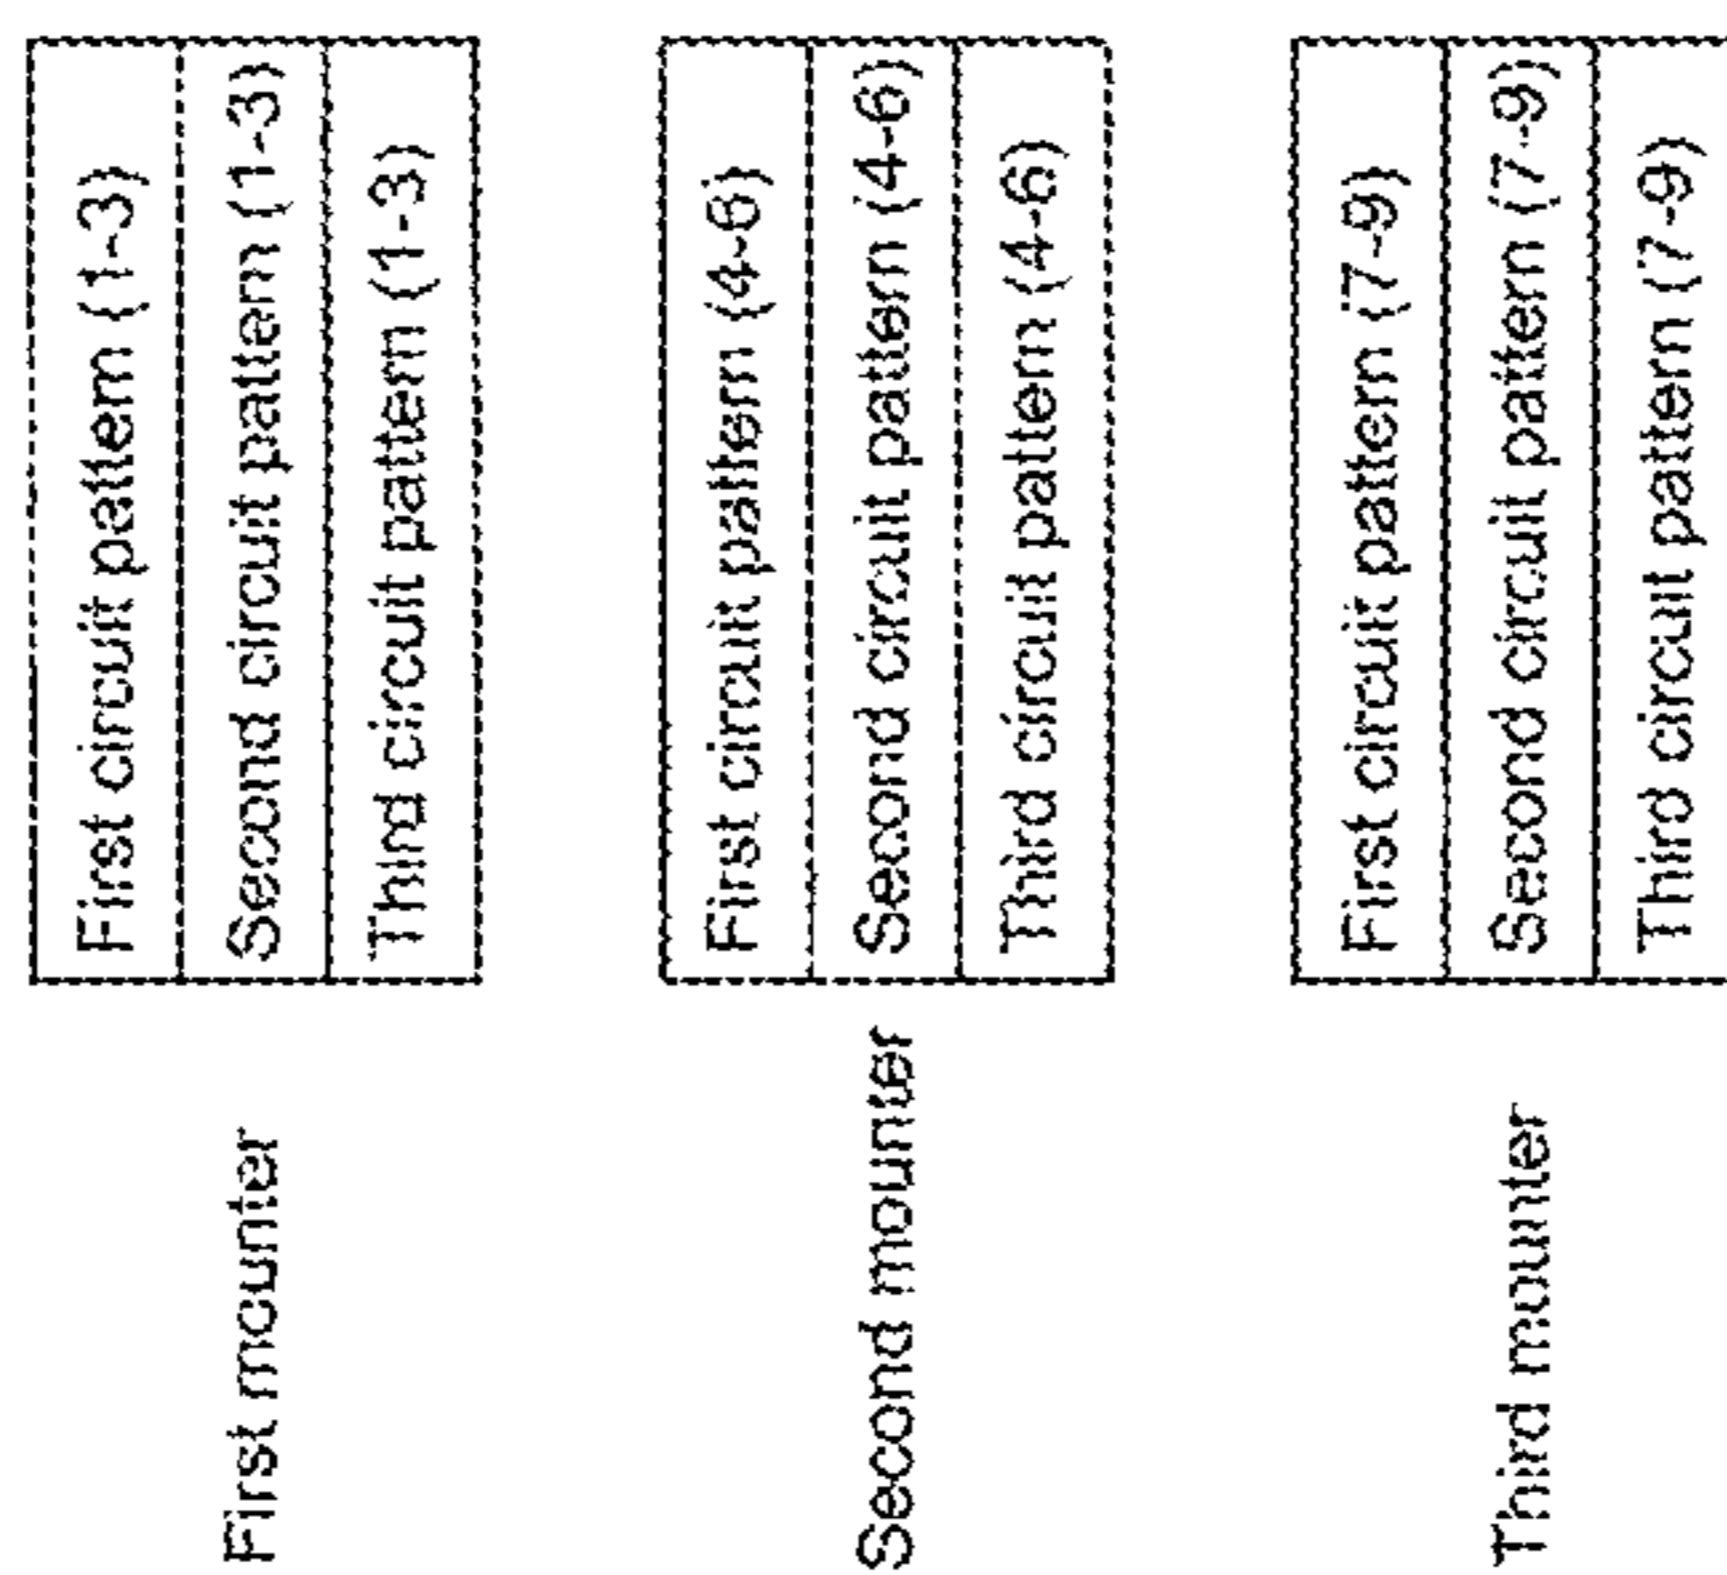 First mounter
First circuit pattern (1-3)
Second circuit pattern (1-3)
Third circuit pattern (1-3)
Second mounter
First circuit pattern (4-6)
Second circuit pattern (4-6)
Third circuit pattern (4-6)
Third mounter
First circuit pattern (7-9)
Second circuit pattern (7-9)
Third circuit pattern (7-9)